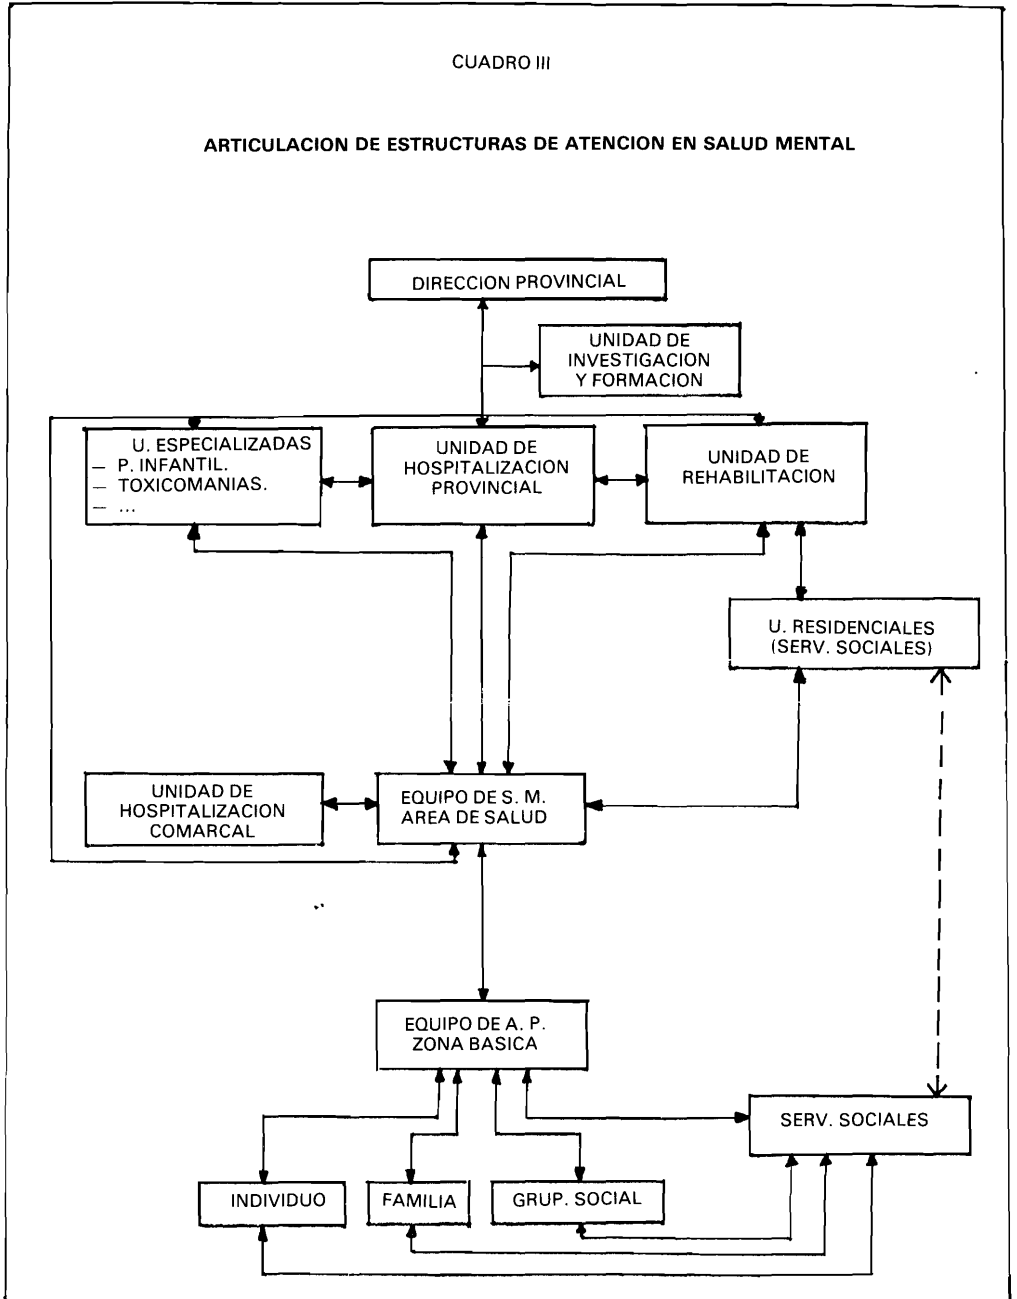 CUADRO III
ARTICULACION DE ESTRUCTURAS DE ATENCION EN SALUD MENTAL
DIRECCION PROVINCIAL
UNIDAD DE
INVESTIGACION
Y FORMACION
U. ESPECIALIZADAS
— P. INFANTIL.
— TOXICOMANIAS.
— ...
UNIDAD DE
HOSPITALIZACION
PROVINCIAL
UNIDAD DE
REHABILITACION
U. RESIDENCIALES
(SERV. SOCIALES)
UNIDAD DE
HOSPITALIZACION
COMARCAL
EQUIPO DE S. M.
AREA DE SALUD
EQUIPO DE A. P.
ZONA BASICA
SERV. SOCIALES
INDIVIDUO
FAMILIA
GRUP. SOCIAL